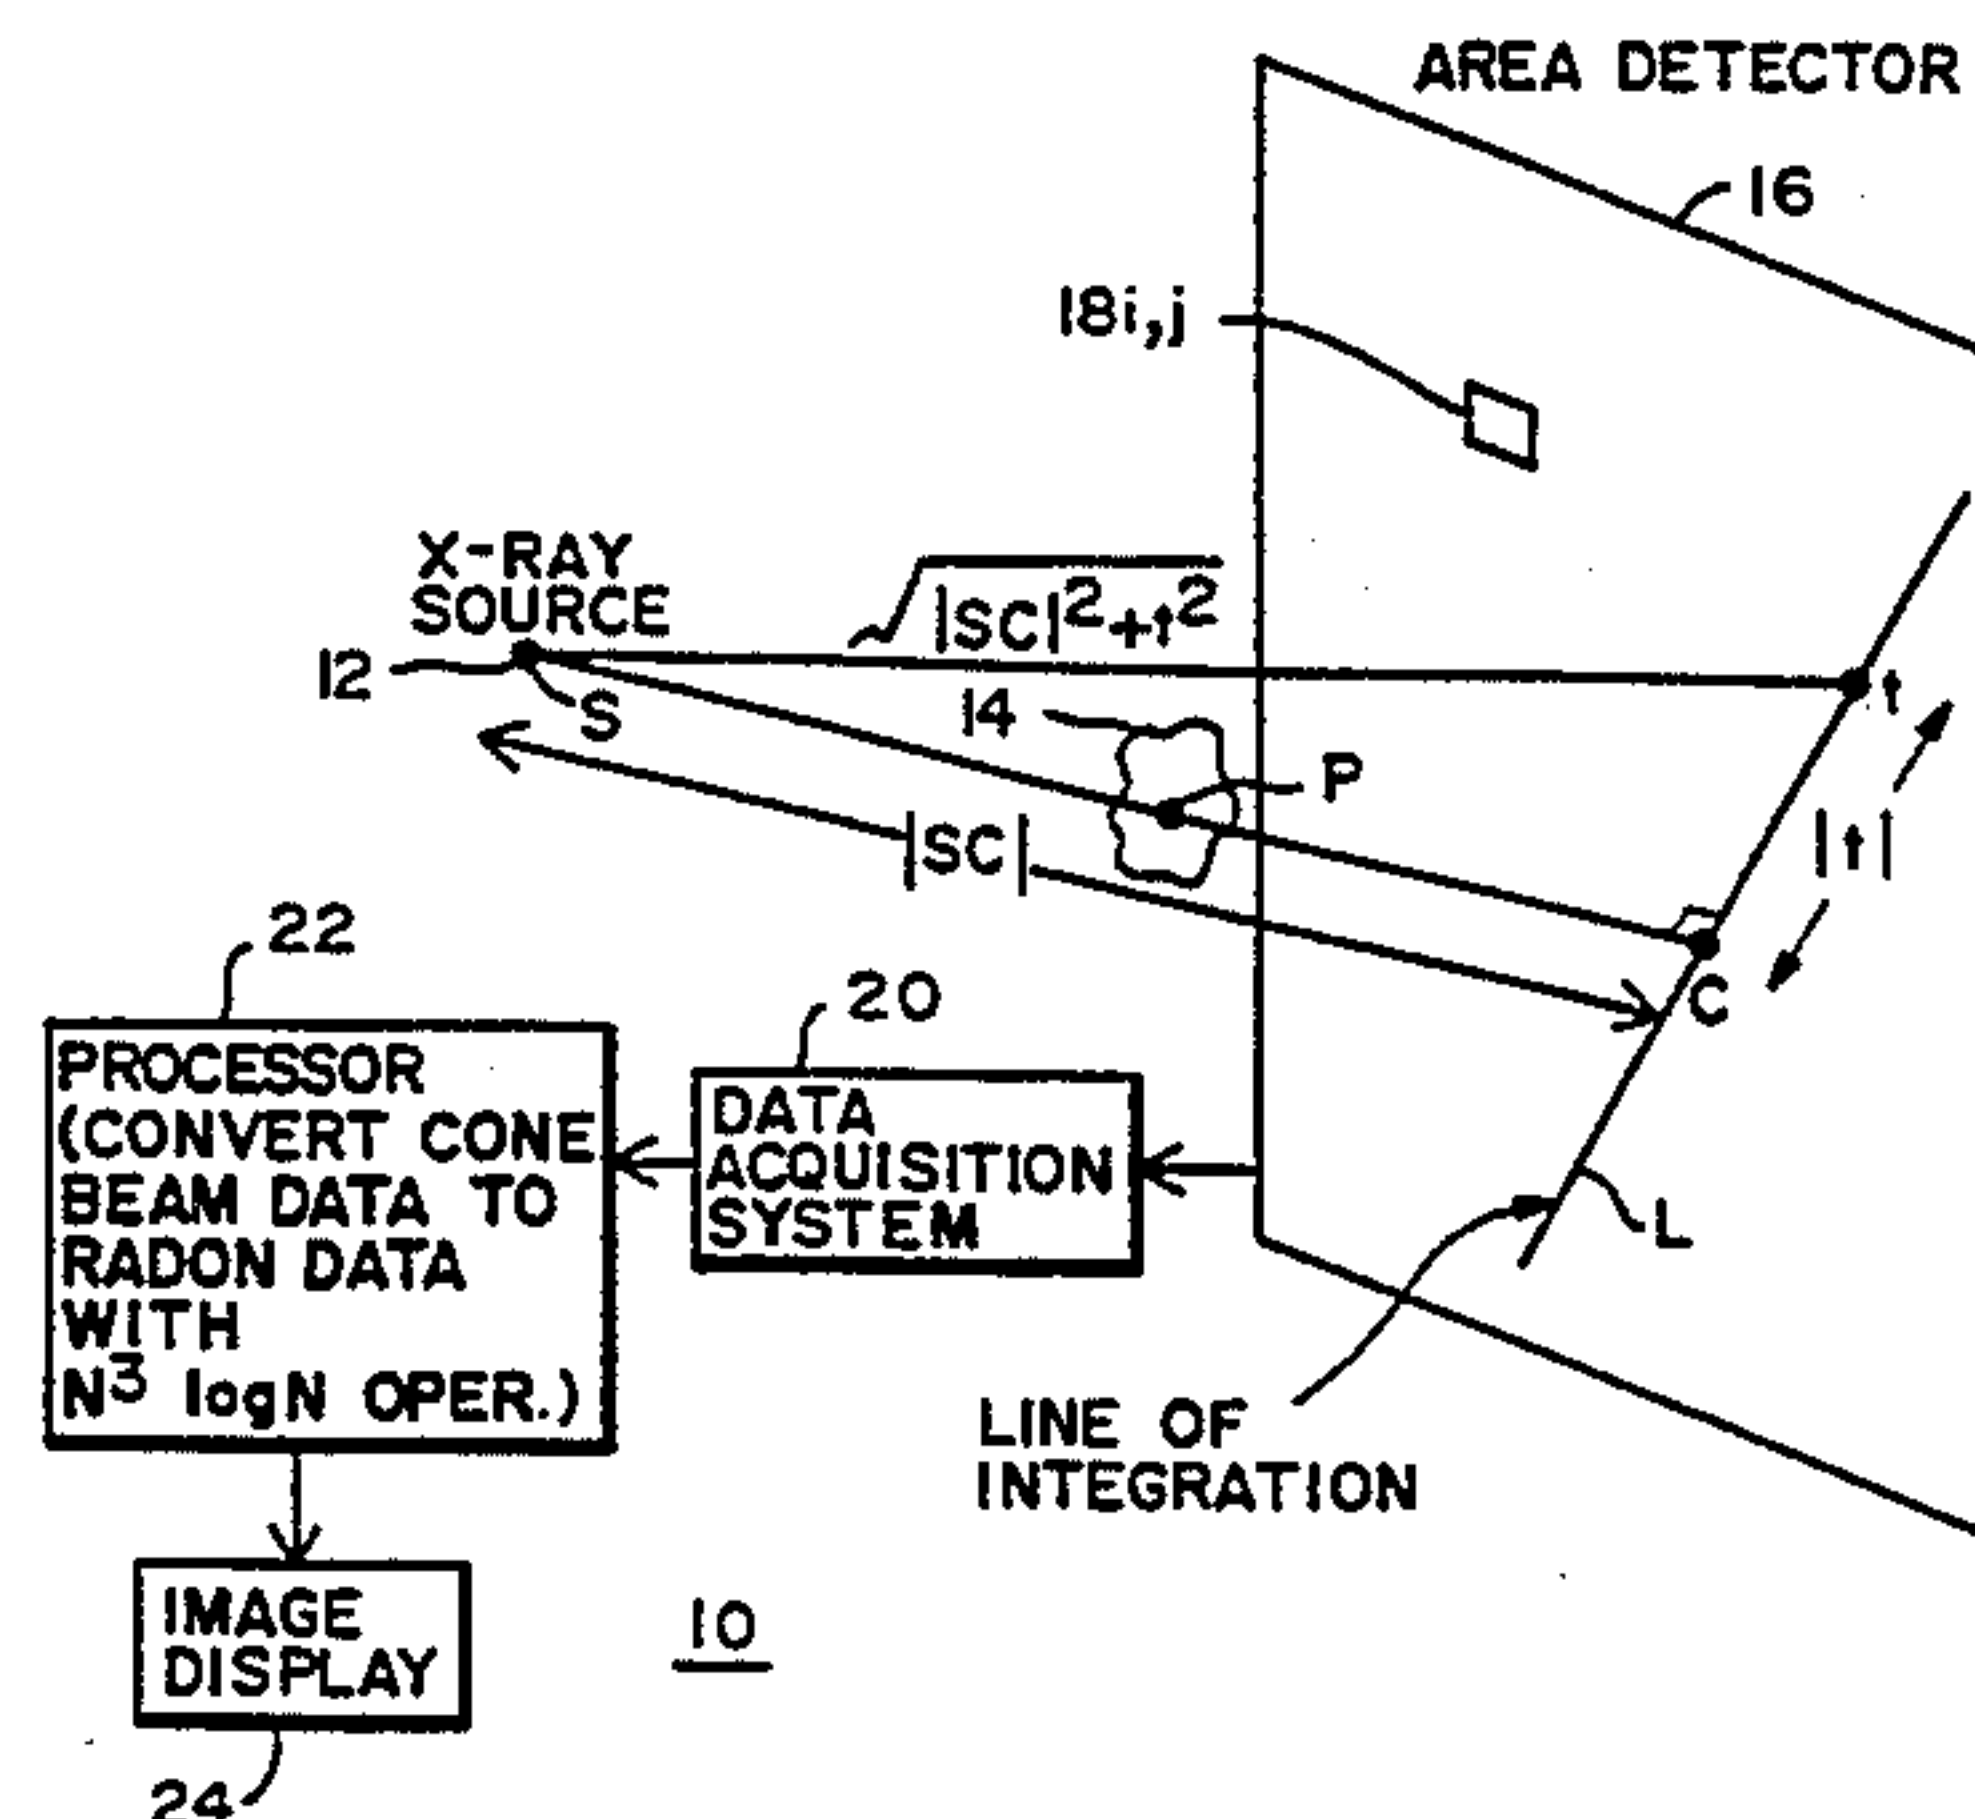 AREA DETECTOR
16
18i,j
X-RAY
SOURCE
√|SC|²+t²
12
S
t
14
P
|SC|
|t|
C
22
20
PROCESSOR
(CONVERT CONE
BEAM DATA TO
RADON DATA
WITH
N³ logN OPER.)
DATA
ACQUISITION
SYSTEM
L
LINE OF
INTEGRATION
IMAGE
DISPLAY
10
24